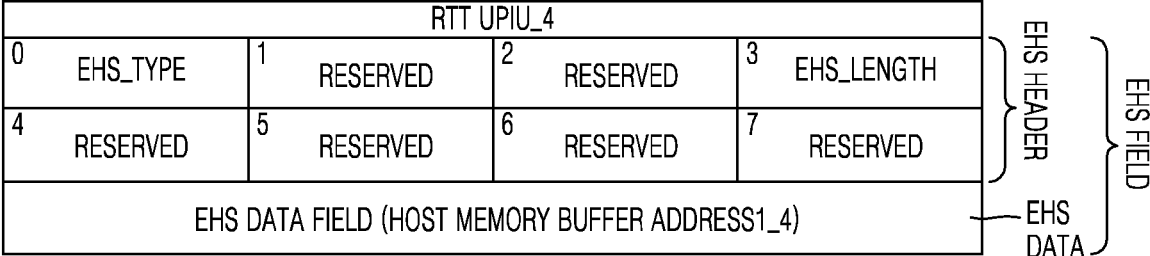 RTT UPIU_4
0 EHS_TYPE 1 RESERVED 2 RESERVED 3 EHS_LENGTH
4 RESERVED 5 RESERVED 6 RESERVED 7 RESERVED
EHS DATA FIELD (HOST MEMORY BUFFER ADDRESS1_4)
EHS HEADER
EHS FIELD
EHS
DATA